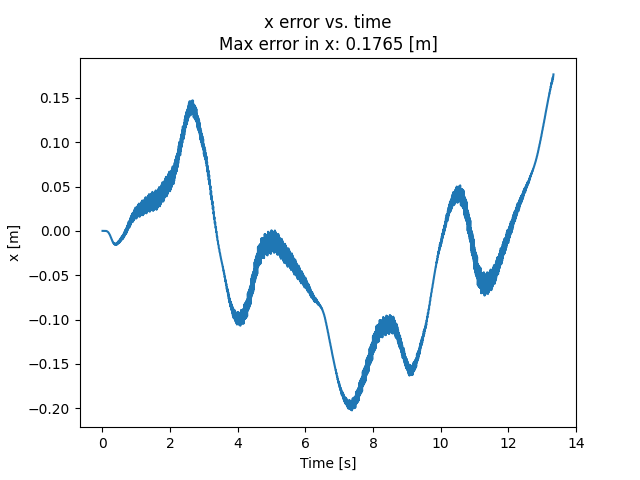 x error vs. time
Max error in x: 0.1765 [m]
0.15
0.10
0.05
0.00
−0.05
−0.10
−0.15
−0.20
x [m]
0 2 4 6 8 10 12 14
Time [s]